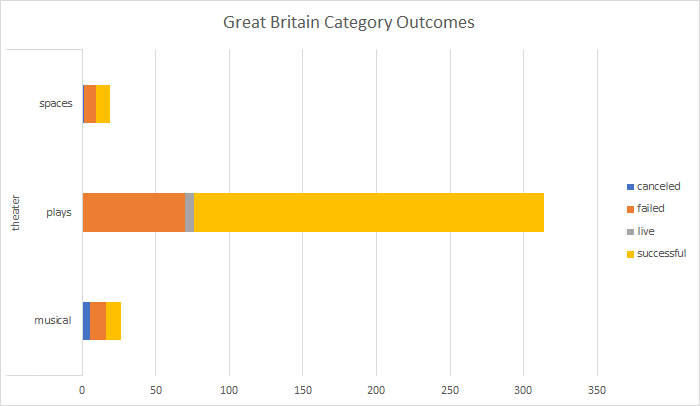 Great Britain Category Outcomes
spaces
plays
musical
theater
0 50 100 150 200 250 300 350
canceled
failed
live
successful